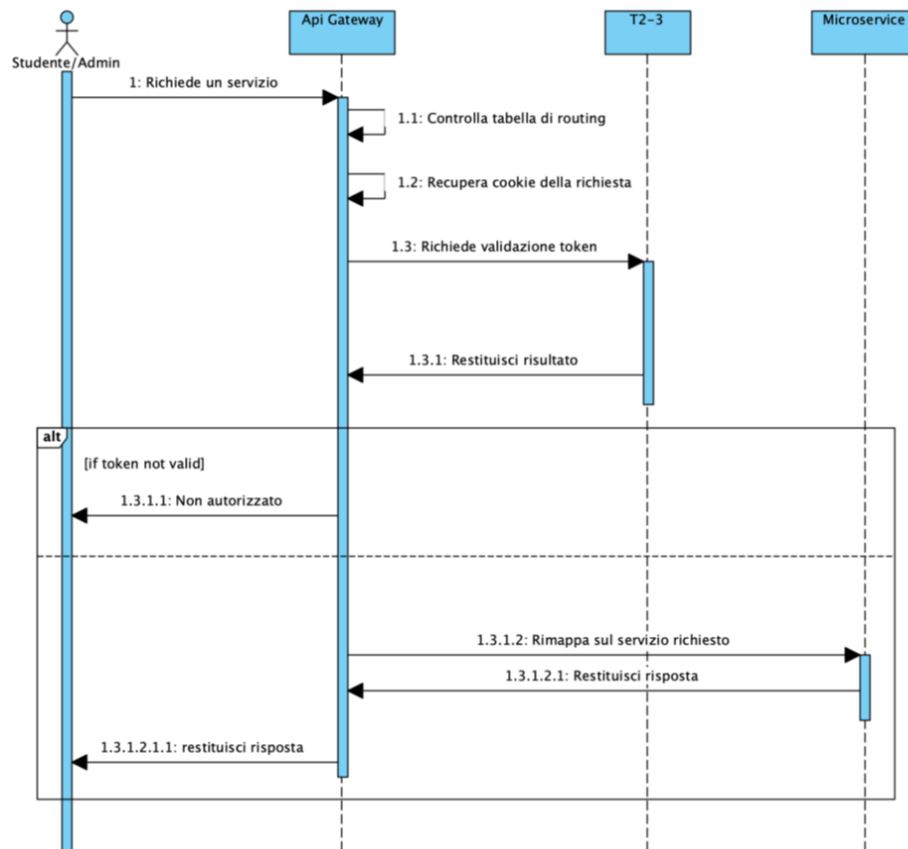 Api Gateway
T2-3
Microservice
Studente/Admin
1: Richiede un servizio
1.1: Controlla tabella di routing
1.2: Recupera cookie della richiesta
1.3: Richiede validazione token
1.3.1: Restituisci risultato
alt
[if token not valid]
1.3.1.1: Non autorizzato
1.3.1.2: Rimappa sul servizio richiesto
1.3.1.2.1: Restituisci risposta
1.3.1.2.1.1: restituisci risposta